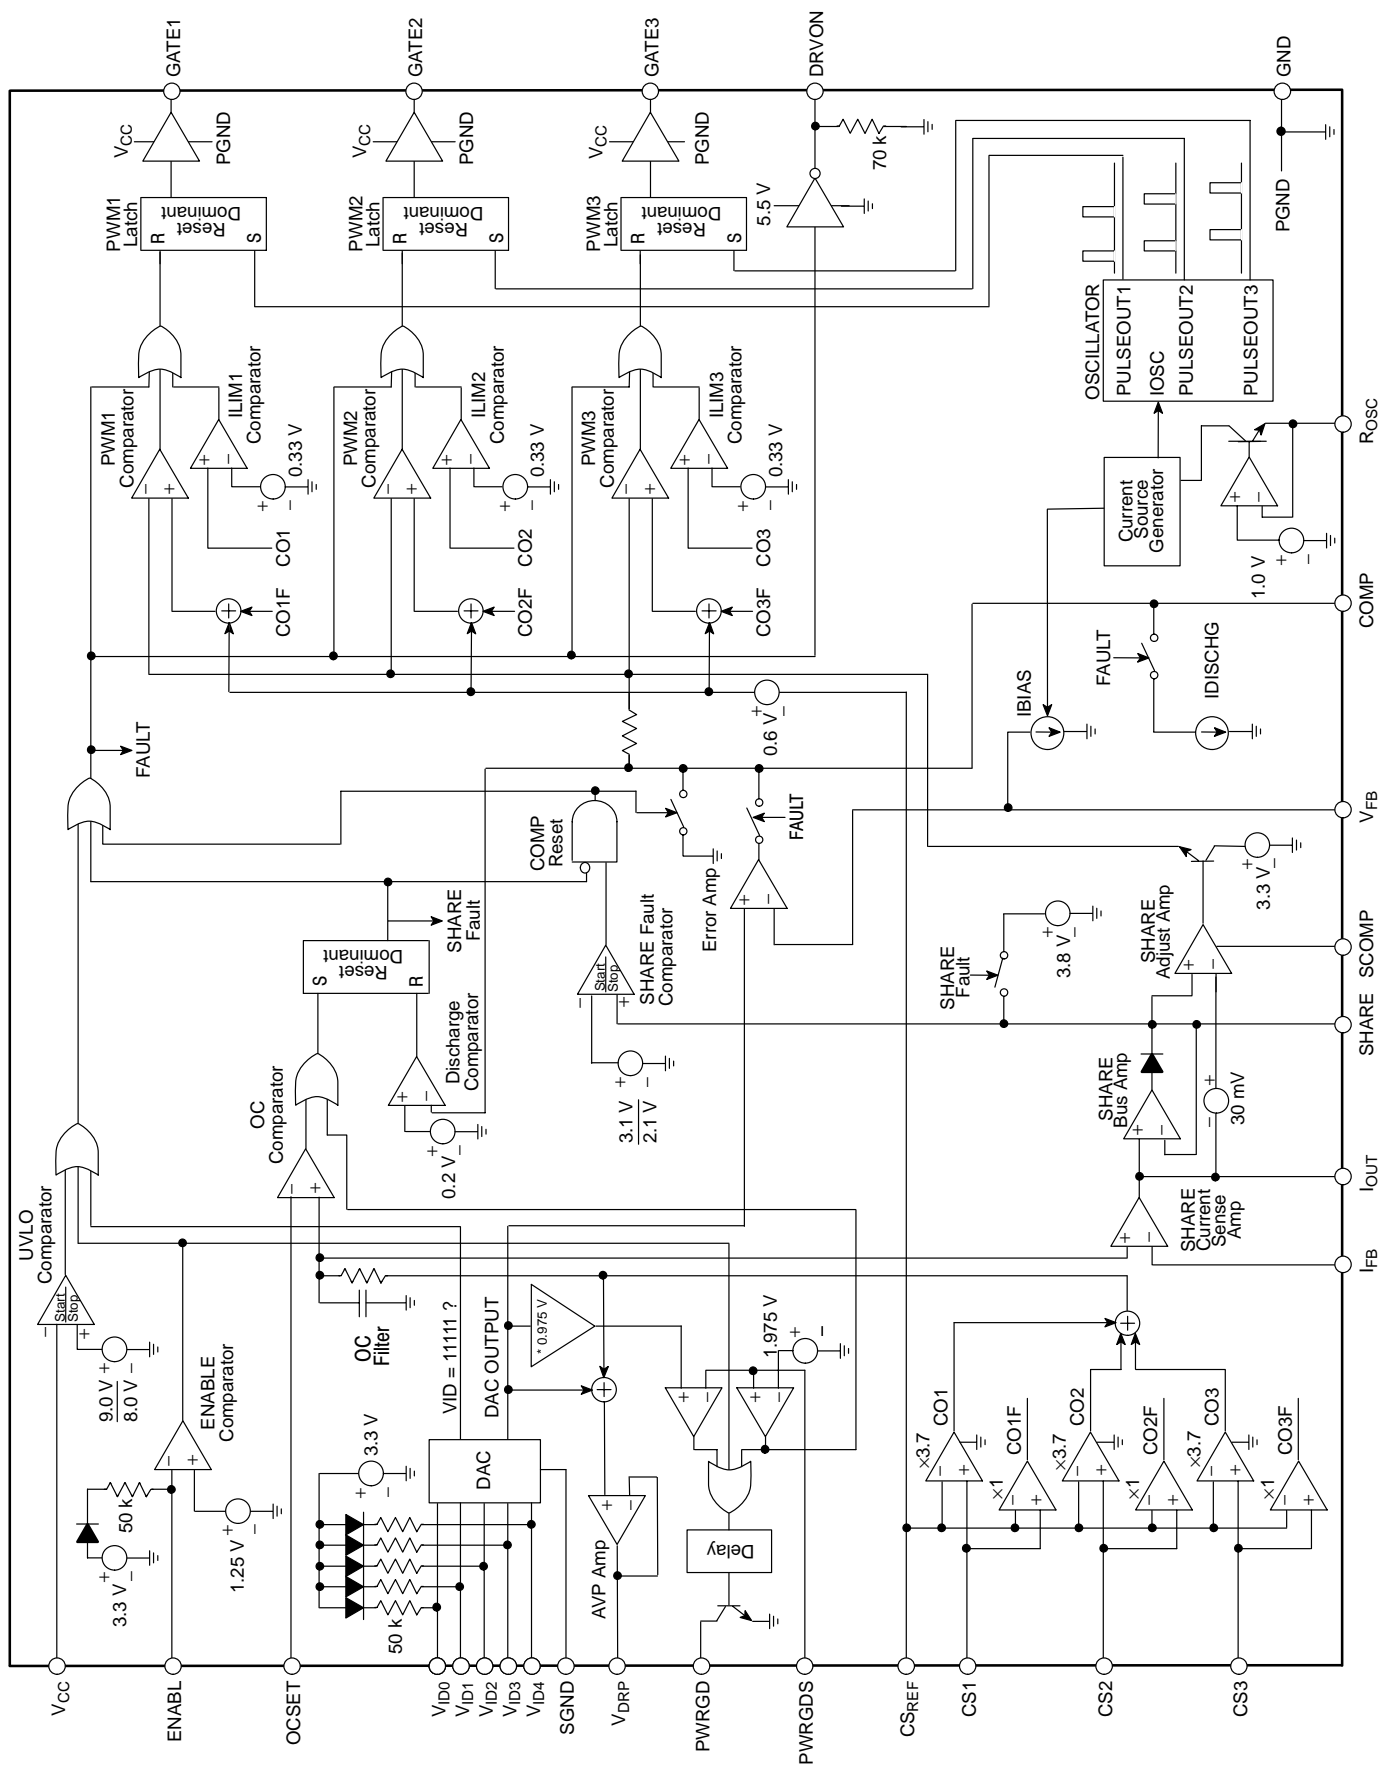 GATE1
GATE2
GATE3
DRVON
GND
VCC
PGND
VCC
PGND
VCC
PGND
5.5 V
70 k
PGND
PWM1
Latch
R
S
Reset
Dominant
PWM2
Latch
R
S
Reset
Dominant
PWM3
Latch
R
S
Reset
Dominant
OSCILLATOR
PULSEOUT1
IOSC
PULSEOUT2
PULSEOUT3
PWM1
Comparator
− +
ILIM1
Comparator
+ −
0.33 V
+ −
CO1
CO1F
+
PWM2
Comparator
− +
ILIM2
Comparator
+ −
0.33 V
+ −
CO2
CO2F
+
PWM3
Comparator
− +
ILIM3
Comparator
+ −
0.33 V
+ −
CO3
CO3F
+
Current
Source
Generator
+ −
1.0 V
+ −
ROSC
FAULT
0.6 V
+ −
IBIAS
FAULT
IDISCHG
COMP
COMP
Reset
FAULT
Error Amp
+ −
VFB
SHARE
Fault
S
R
Reset
Dominant
SHARE Fault
Comparator
Start
Stop
− +
3.1 V
2.1 V
+ −
SHARE
Fault
3.8 V
+ −
SHARE
Adjust Amp
+ −
3.3 V
+ −
SCOMP
SHARE
OC
Comparator
− +
Discharge
Comparator
+ −
0.2 V
+ −
SHARE
Bus Amp
+ −
30 mV
− +
SHARE
Current
Sense
Amp
+ −
IOUT
IFB
UVLO
Comparator
Start
Stop
− +
9.0 V
8.0 V
+ −
ENABLE
Comparator
− +
50 k
3.3 V
+ −
1.25 V
+ −
OC
Filter
VID = 11111 ?
DAC OUTPUT
* 0.975 V
+
1.975 V
+ −
+ −
+ −
3.3 V
+ −
50 k
DAC
AVP Amp
+ −
Delay
CO1
×3.7
− +
CO1F
×1
− +
CO2
×3.7
− +
CO2F
×1
− +
CO3
×3.7
− +
CO3F
×1
− +
+
VCC
ENABL
OCSET
VID0
VID1
VID2
VID3
VID4
SGND
VDRP
PWRGD
PWRGDS
CSREF
CS1
CS2
CS3